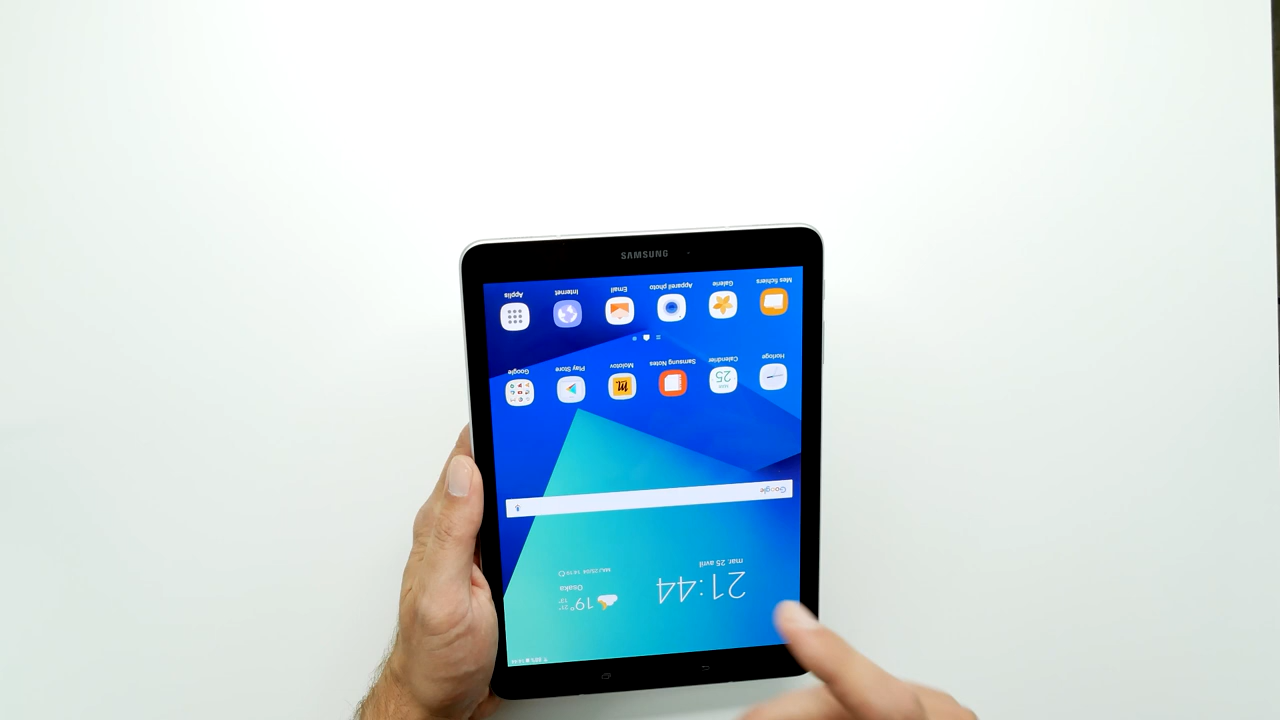 SAMSUNG
21:44
mar. 25 avril
19°
Osaka
Google
25
Horloge
Calendrier
Samsung Notes
Molotov
Play Store
Google
Mes fichiers
Galerie
Appareil photo
Email
Internet
Applis